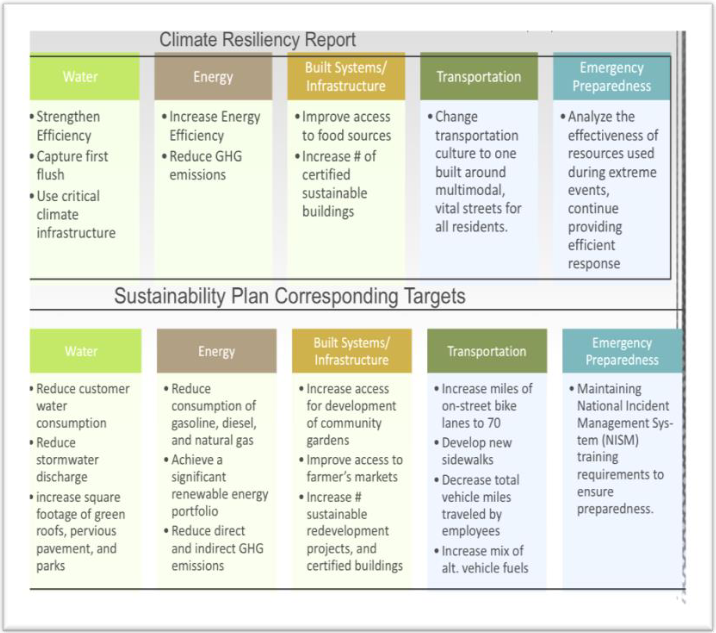 Climate Resiliency Report
Water
• Strengthen
Efficiency
• Capture first
flush
• Use critical
climate
infrastructure
Energy
• Increase Energy
Efficiency
• Reduce GHG
emissions
Built Systems/
Infrastructure
• Improve access
to food sources
• Increase # of
certified
sustainable
buildings
Transportation
• Change
transportation
culture to one
built around
multimodal,
vital streets for
all residents.
Emergency
Preparedness
• Analyze the
effectiveness of
resources used
during extreme
events,
continue
providing
efficient
response
Sustainability Plan Corresponding Targets
Water
• Reduce customer
water
consumption
• Reduce
stormwater
discharge
• increase square
footage of green
roofs, pervious
pavement, and
parks
Energy
• Reduce
consumption of
gasoline, diesel,
and natural gas
• Achieve a
significant
renewable energy
portfolio
• Reduce direct
and indirect GHG
emissions
Built Systems/
Infrastructure
• Increase access
for development
of community
gardens
• Improve access to
farmer's markets
• Increase #
sustainable
redevelopment
projects, and
certified buildings
Transportation
• Increase miles of
on-street bike
lanes to 70
• Develop new
sidewalks
• Decrease total
vehicle miles
traveled by
employees
• Increase mix of
alt. vehicle fuels
Emergency
Preparedness
• Maintaining
National Incident
Management Sys-
tem (NISM)
training
requirements to
ensure
preparedness.